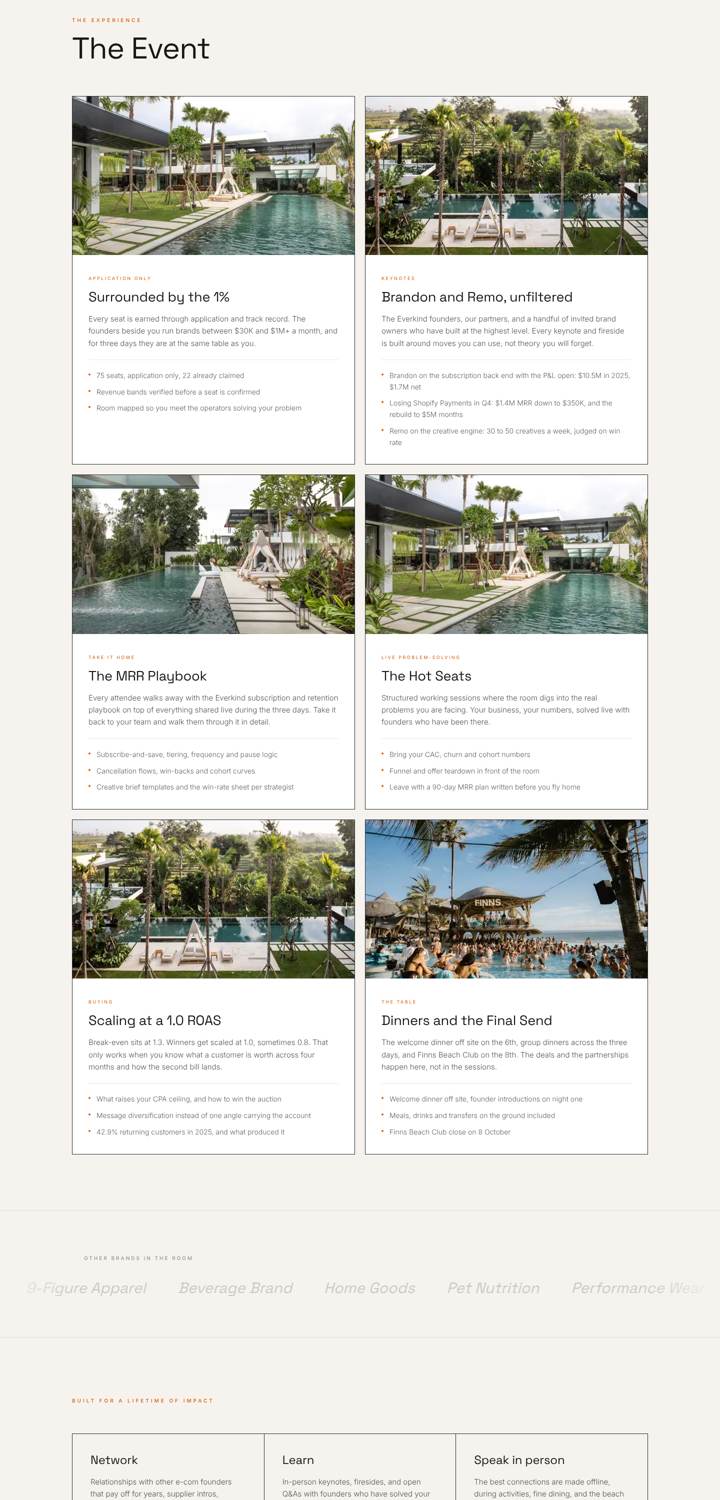 THE EXPERIENCE
The Event
APPLICATION ONLY
Surrounded by the 1%
Every seat is earned through application and track record. The
founders beside you run brands between $30K and $1M+ a month, and
for three days they are at the same table as you.
75 seats, application only, 22 already claimed
Revenue bands verified before a seat is confirmed
Room mapped so you meet the operators solving your problem
KEYNOTES
Brandon and Remo, unfiltered
The Everkind founders, our partners, and a handful of invited brand
owners who have built at the highest level. Every keynote and fireside
is built around moves you can use, not theory you will forget.
Brandon on the subscription back end with the P&L open: $10.5M in 2025,
$1.7M net
Losing Shopify Payments in Q4: $1.4M MRR down to $350K, and the
rebuild to $5M months
Remo on the creative engine: 30 to 50 creatives a week, judged on win
rate
TAKE IT HOME
The MRR Playbook
Every attendee walks away with the Everkind subscription and retention
playbook on top of everything shared live during the three days. Take it
back to your team and walk them through it in detail.
Subscribe-and-save, tiering, frequency and pause logic
Cancellation flows, win-backs and cohort curves
Creative brief templates and the win-rate sheet per strategist
LIVE PROBLEM-SOLVING
The Hot Seats
Structured working sessions where the room digs into the real
problems you are facing. Your business, your numbers, solved live with
founders who have been there.
Bring your CAC, churn and cohort numbers
Funnel and offer teardown in front of the room
Leave with a 90-day MRR plan written before you fly home
BUYING
Scaling at a 1.0 ROAS
Break-even sits at 1.3. Winners get scaled at 1.0, sometimes 0.8. That
only works when you know what a customer is worth across four
months and how the second bill lands.
What raises your CPA ceiling, and how to win the auction
Message diversification instead of one angle carrying the account
42.9% returning customers in 2025, and what produced it
FINNS
THE TABLE
Dinners and the Final Send
The welcome dinner off site on the 6th, group dinners across the three
days, and Finns Beach Club on the 8th. The deals and the partnerships
happen here, not in the sessions.
Welcome dinner off site, founder introductions on night one
Meals, drinks and transfers on the ground included
Finns Beach Club close on 8 October
OTHER BRANDS IN THE ROOM
9-Figure Apparel Beverage Brand Home Goods Pet Nutrition Performance Wear
BUILT FOR A LIFETIME OF IMPACT
Network
Relationships with other e-com founders
that pay off for years, supplier intros,
Learn
In-person keynotes, firesides, and open
Q&As with founders who have solved your
Speak in person
The best connections are made offline,
during activities, fine dining, and the beach